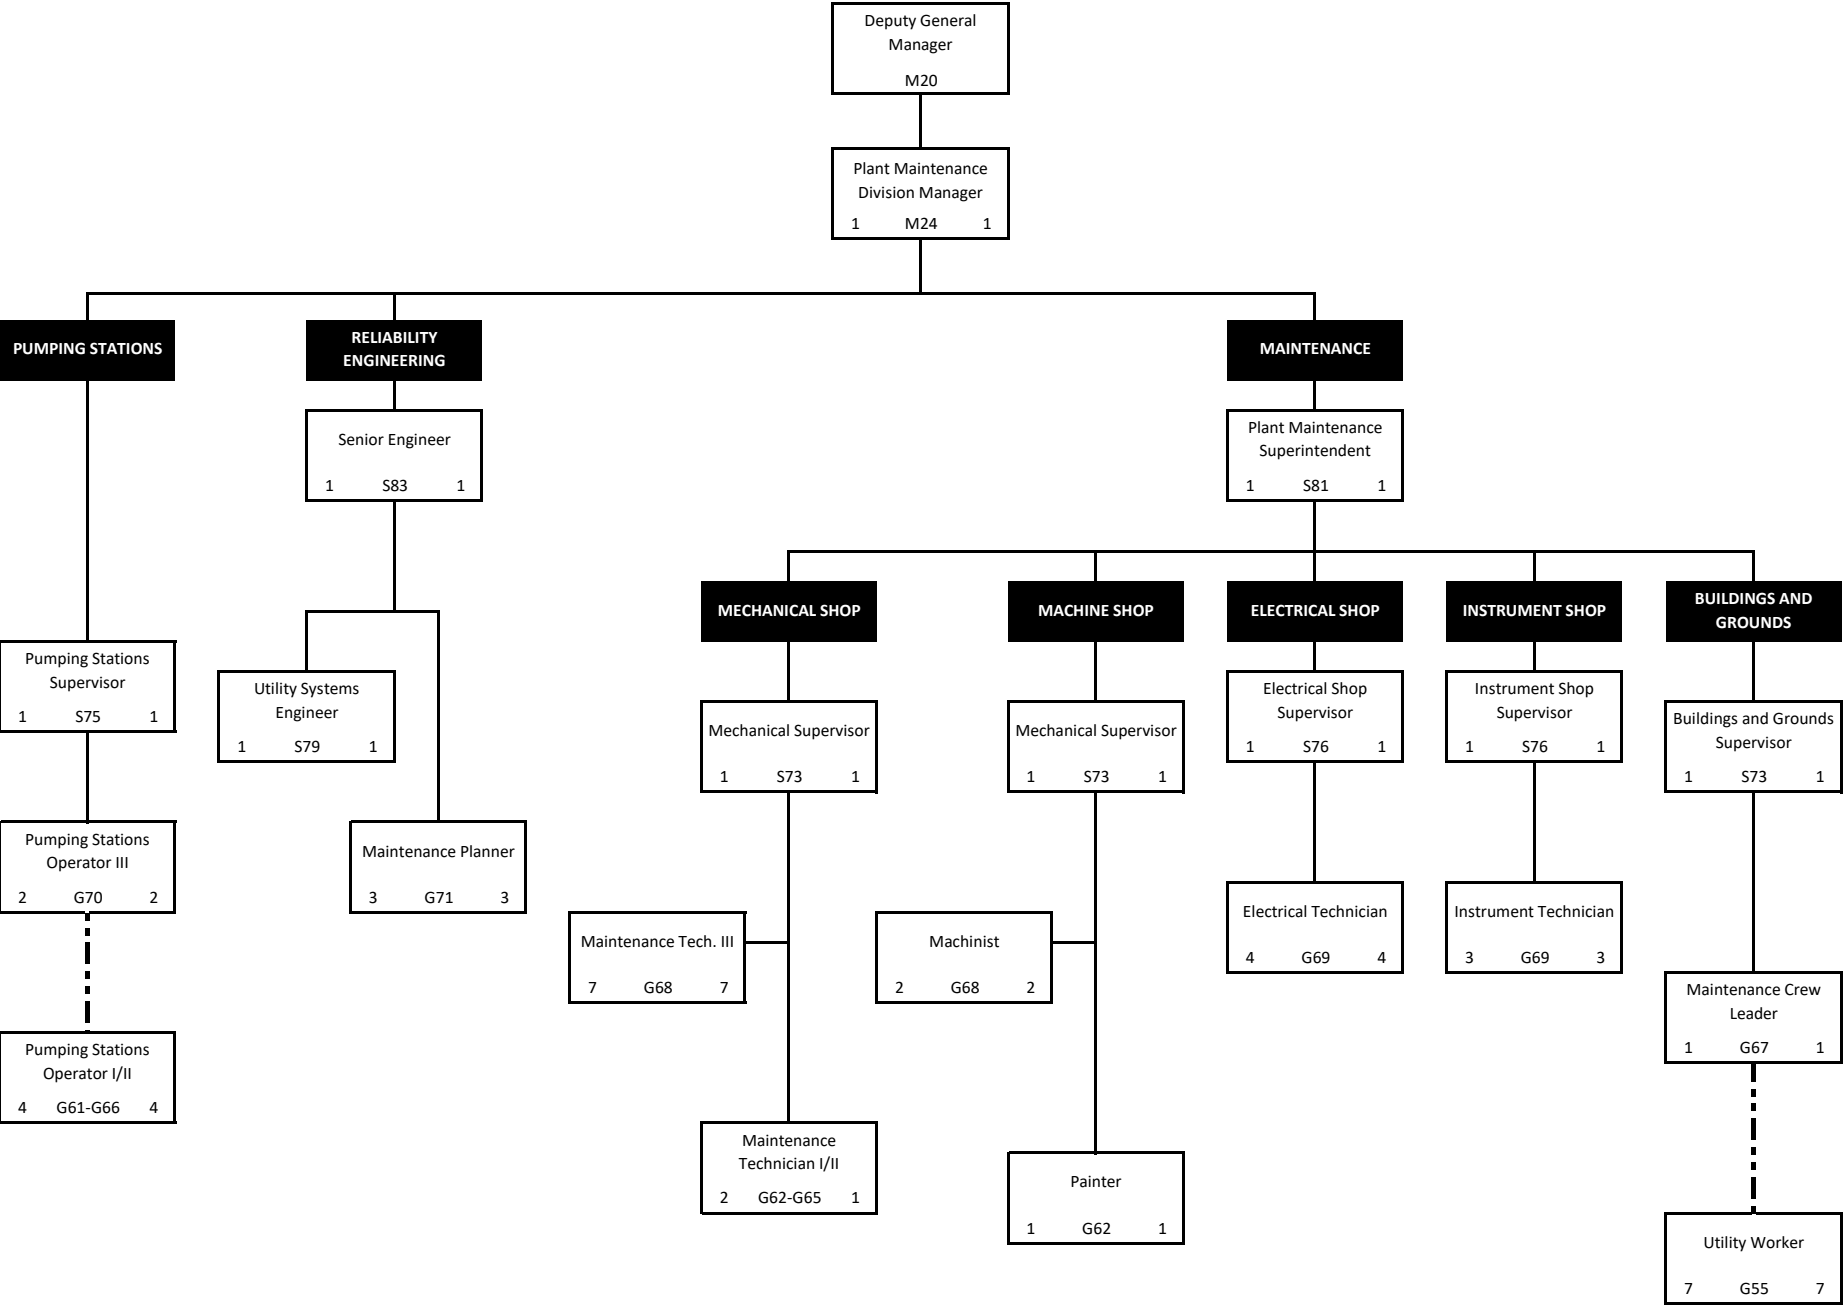 Deputy General
Manager
M20
Plant Maintenance
Division Manager
1 M24 1
PUMPING STATIONS
RELIABILITY
ENGINEERING
MAINTENANCE
Senior Engineer
1 S83 1
Plant Maintenance
Superintendent
1 S81 1
MECHANICAL SHOP
MACHINE SHOP
ELECTRICAL SHOP
INSTRUMENT SHOP
BUILDINGS AND
GROUNDS
Pumping Stations
Supervisor
1 S75 1
Utility Systems
Engineer
1 S79 1
Mechanical Supervisor
1 S73 1
Mechanical Supervisor
1 S73 1
Electrical Shop
Supervisor
1 S76 1
Instrument Shop
Supervisor
1 S76 1
Buildings and Grounds
Supervisor
1 S73 1
Pumping Stations
Operator III
2 G70 2
Maintenance Planner
3 G71 3
Maintenance Tech. III
7 G68 7
Machinist
2 G68 2
Electrical Technician
4 G69 4
Instrument Technician
3 G69 3
Maintenance Crew
Leader
1 G67 1
Pumping Stations
Operator I/II
4 G61-G66 4
Maintenance
Technician I/II
2 G62-G65 1
Painter
1 G62 1
Utility Worker
7 G55 7